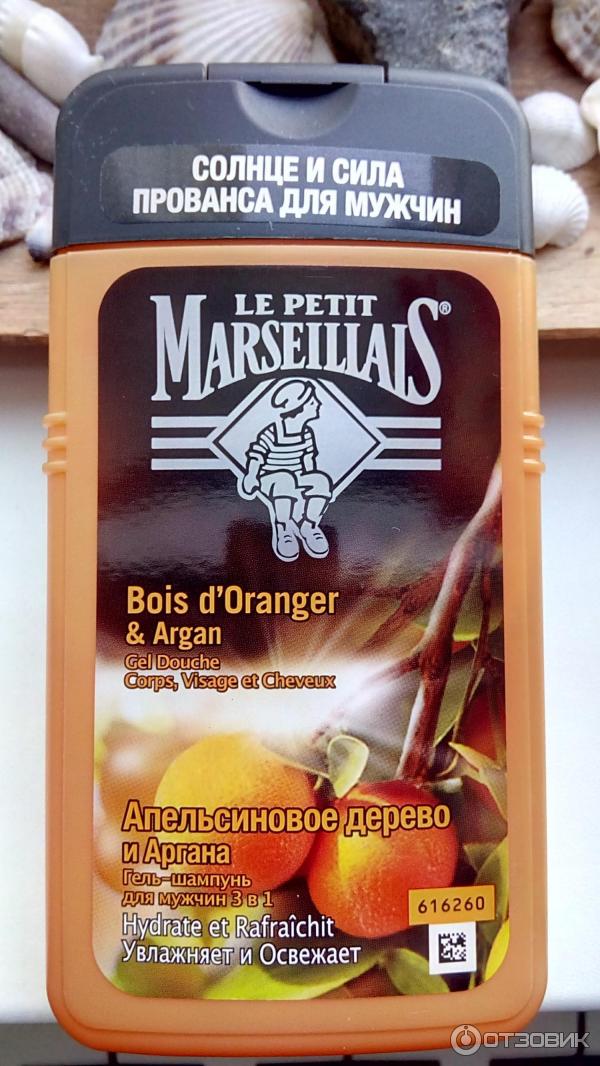 СОЛНЦЕ И СИЛА
ПРОВАНСА ДЛЯ МУЖЧИН
LE PETIT
MARSEILLAIS®
Bois d'Oranger
& Argan
Gel Douche
Corps, Visage et Cheveux
Апельсиновое дерево
и Аргана
Гель-шампунь
для мужчин 3 в 1
616260
Hydrate et Rafraîchit
Увлажняет и Освежает
ОТЗОВИК